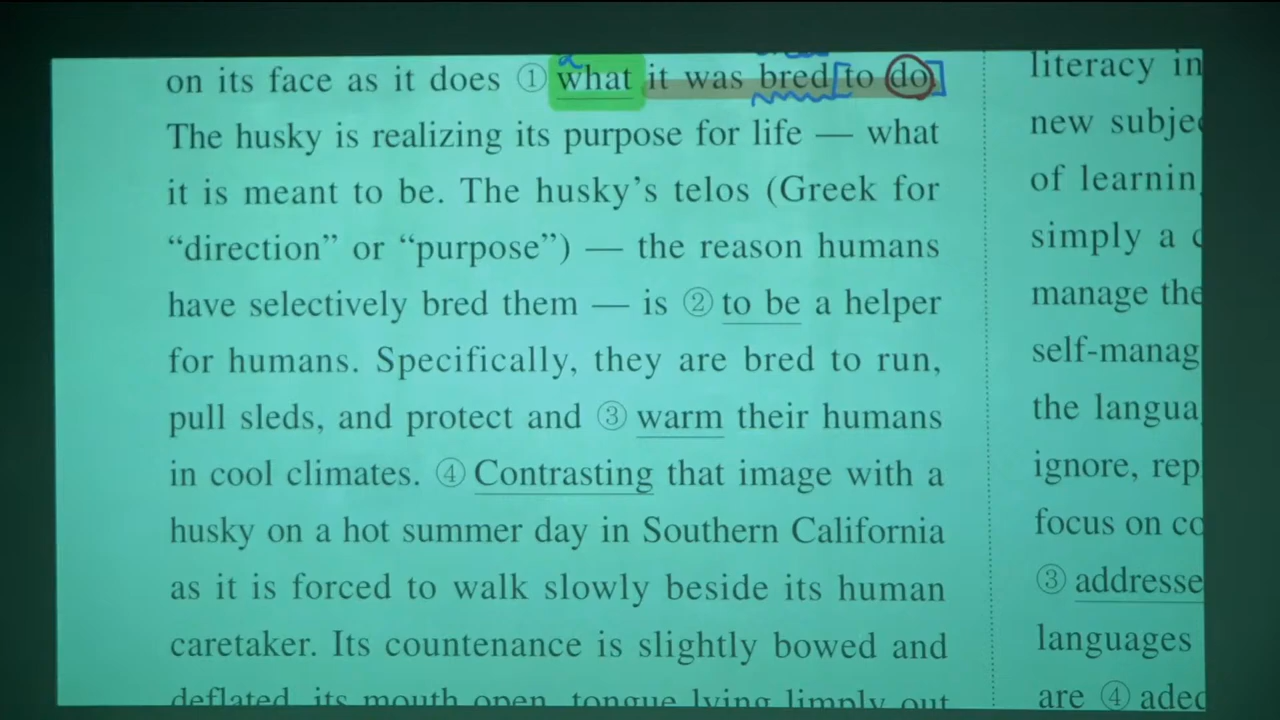 on its face as it does ① what it was bred [to do.]
The husky is realizing its purpose for life — what
it is meant to be. The husky’s telos (Greek for
“direction” or “purpose”) — the reason humans
have selectively bred them — is ② to be a helper
for humans. Specifically, they are bred to run,
pull sleds, and protect and ③ warm their humans
in cool climates. ④ Contrasting that image with a
husky on a hot summer day in Southern California
as it is forced to walk slowly beside its human
caretaker. Its countenance is slightly bowed and
deflated, its mouth open, tongue lying limply out
literacy in
new subje
of learnin
simply a
manage the
self-manag
the langua
ignore, rep
focus on co
③ addresse
languages
are ④ adec